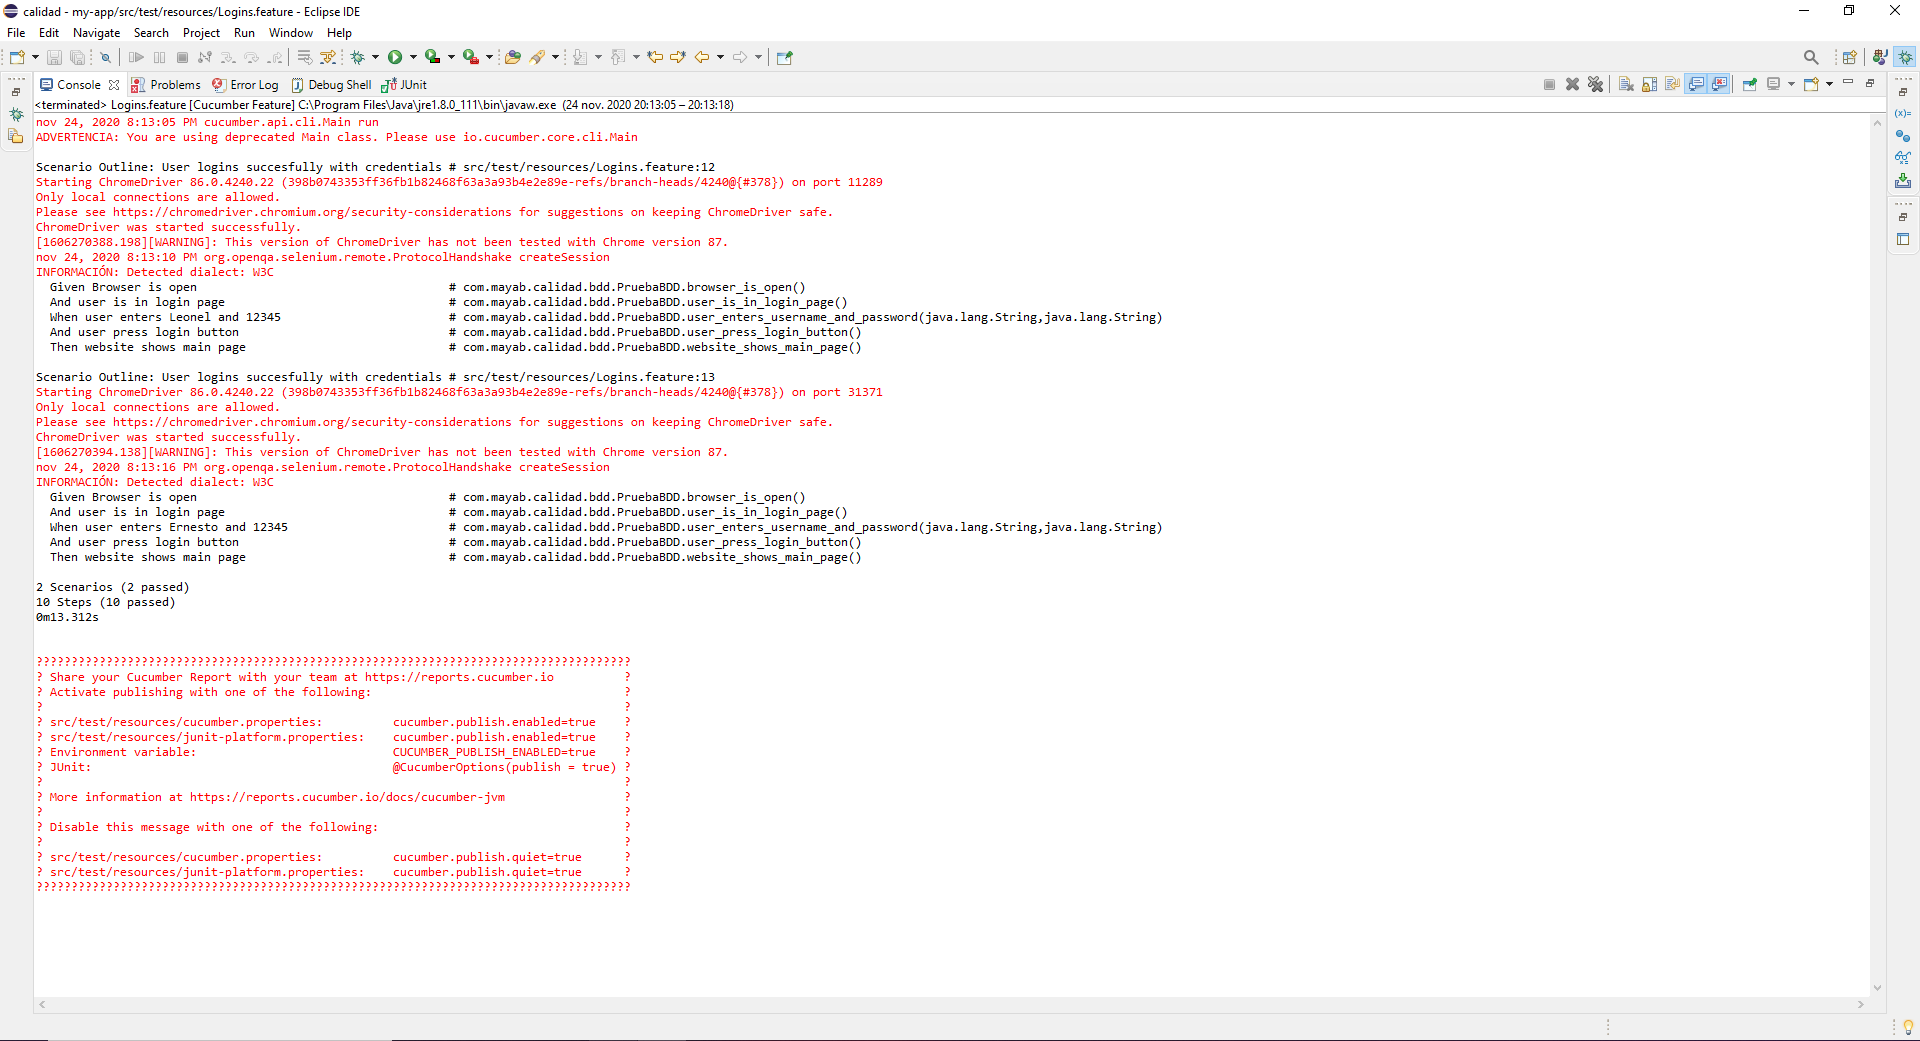 calidad - my-app/src/test/resources/Logins.feature - Eclipse IDE
File Edit Navigate Search Project Run Window Help
Console Problems Error Log Debug Shell JUnit
<terminated> Logins.feature [Cucumber Feature] C:\Program Files\Java\jre1.8.0_111\bin\javaw.exe (24 nov. 2020 20:13:05 – 20:13:18)
nov 24, 2020 8:13:05 PM cucumber.api.cli.Main run
ADVERTENCIA: You are using deprecated Main class. Please use io.cucumber.core.cli.Main
Scenario Outline: User logins succesfully with credentials # src/test/resources/Logins.feature:12
Starting ChromeDriver 86.0.4240.22 (398b0743353ff36fb1b82468f63a3a93b4e2e89e-refs/branch-heads/4240@{#378}) on port 11289
Only local connections are allowed.
Please see https://chromedriver.chromium.org/security-considerations for suggestions on keeping ChromeDriver safe.
ChromeDriver was started successfully.
[1606270388.198][WARNING]: This version of ChromeDriver has not been tested with Chrome version 87.
nov 24, 2020 8:13:10 PM org.openqa.selenium.remote.ProtocolHandshake createSession
INFORMACIÓN: Detected dialect: W3C
Given Browser is open # com.mayab.calidad.bdd.PruebaBDD.browser_is_open()
And user is in login page # com.mayab.calidad.bdd.PruebaBDD.user_is_in_login_page()
When user enters Leonel and 12345 # com.mayab.calidad.bdd.PruebaBDD.user_enters_username_and_password(java.lang.String,java.lang.String)
And user press login button # com.mayab.calidad.bdd.PruebaBDD.user_press_login_button()
Then website shows main page # com.mayab.calidad.bdd.PruebaBDD.website_shows_main_page()
Scenario Outline: User logins succesfully with credentials # src/test/resources/Logins.feature:13
Starting ChromeDriver 86.0.4240.22 (398b0743353ff36fb1b82468f63a3a93b4e2e89e-refs/branch-heads/4240@{#378}) on port 31371
Only local connections are allowed.
Please see https://chromedriver.chromium.org/security-considerations for suggestions on keeping ChromeDriver safe.
ChromeDriver was started successfully.
[1606270394.138][WARNING]: This version of ChromeDriver has not been tested with Chrome version 87.
nov 24, 2020 8:13:16 PM org.openqa.selenium.remote.ProtocolHandshake createSession
INFORMACIÓN: Detected dialect: W3C
Given Browser is open # com.mayab.calidad.bdd.PruebaBDD.browser_is_open()
And user is in login page # com.mayab.calidad.bdd.PruebaBDD.user_is_in_login_page()
When user enters Ernesto and 12345 # com.mayab.calidad.bdd.PruebaBDD.user_enters_username_and_password(java.lang.String,java.lang.String)
And user press login button # com.mayab.calidad.bdd.PruebaBDD.user_press_login_button()
Then website shows main page # com.mayab.calidad.bdd.PruebaBDD.website_shows_main_page()
2 Scenarios (2 passed)
10 Steps (10 passed)
0m13.312s
?????????????????????????????????????????????????????????????????????????????????????
? Share your Cucumber Report with your team at https://reports.cucumber.io ?
? Activate publishing with one of the following: ?
? ?
? src/test/resources/cucumber.properties: cucumber.publish.enabled=true ?
? src/test/resources/junit-platform.properties: cucumber.publish.enabled=true ?
? Environment variable: CUCUMBER_PUBLISH_ENABLED=true ?
? JUnit: @CucumberOptions(publish = true) ?
? ?
? More information at https://reports.cucumber.io/docs/cucumber-jvm ?
? ?
? Disable this message with one of the following: ?
? ?
? src/test/resources/cucumber.properties: cucumber.publish.quiet=true ?
? src/test/resources/junit-platform.properties: cucumber.publish.quiet=true ?
?????????????????????????????????????????????????????????????????????????????????????